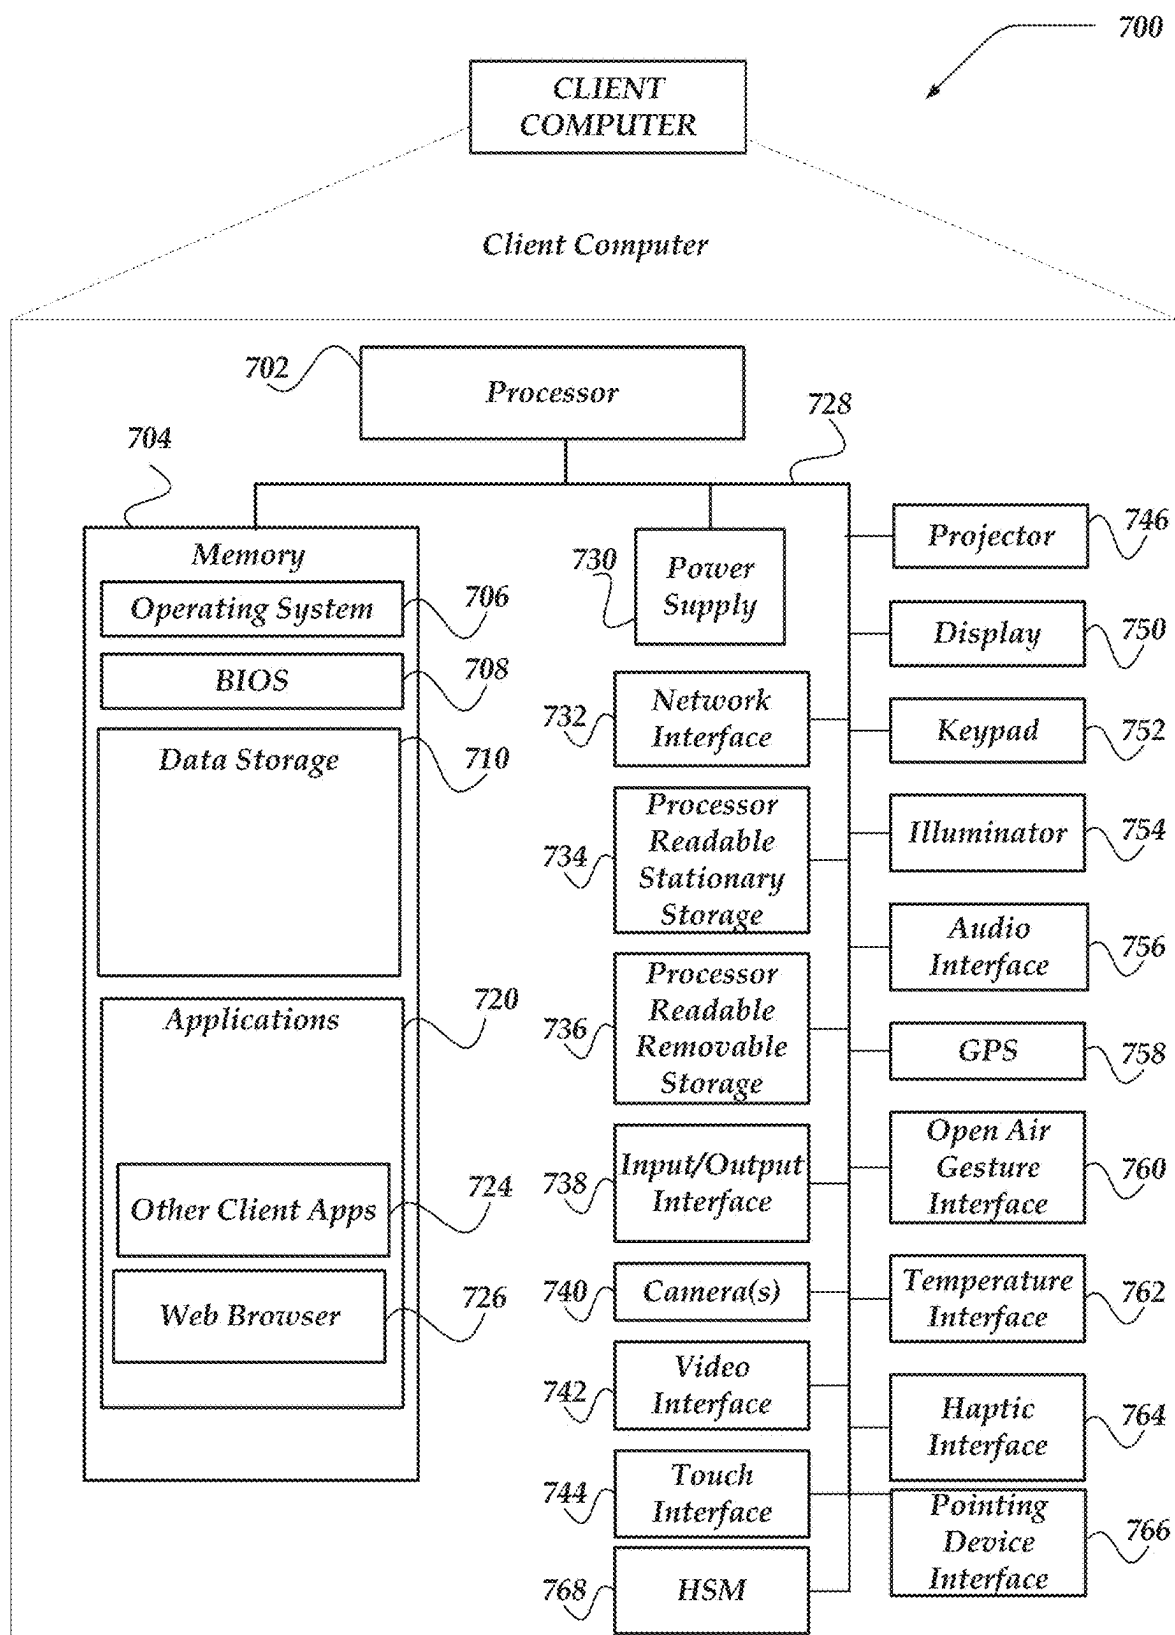 700
CLIENT
COMPUTER
Client Computer
702
Processor
728
704
Memory
Operating System
706
BIOS
708
Data Storage
710
Applications
720
Other Client Apps
724
Web Browser
726
730
Power
Supply
732
Network
Interface
734
Processor
Readable
Stationary
Storage
736
Processor
Readable
Removable
Storage
738
Input/Output
Interface
740
Camera(s)
742
Video
Interface
744
Touch
Interface
768
HSM
Projector
746
Display
750
Keypad
752
Illuminator
754
Audio
Interface
756
GPS
758
Open Air
Gesture
Interface
760
Temperature
Interface
762
Haptic
Interface
764
Pointing
Device
Interface
766